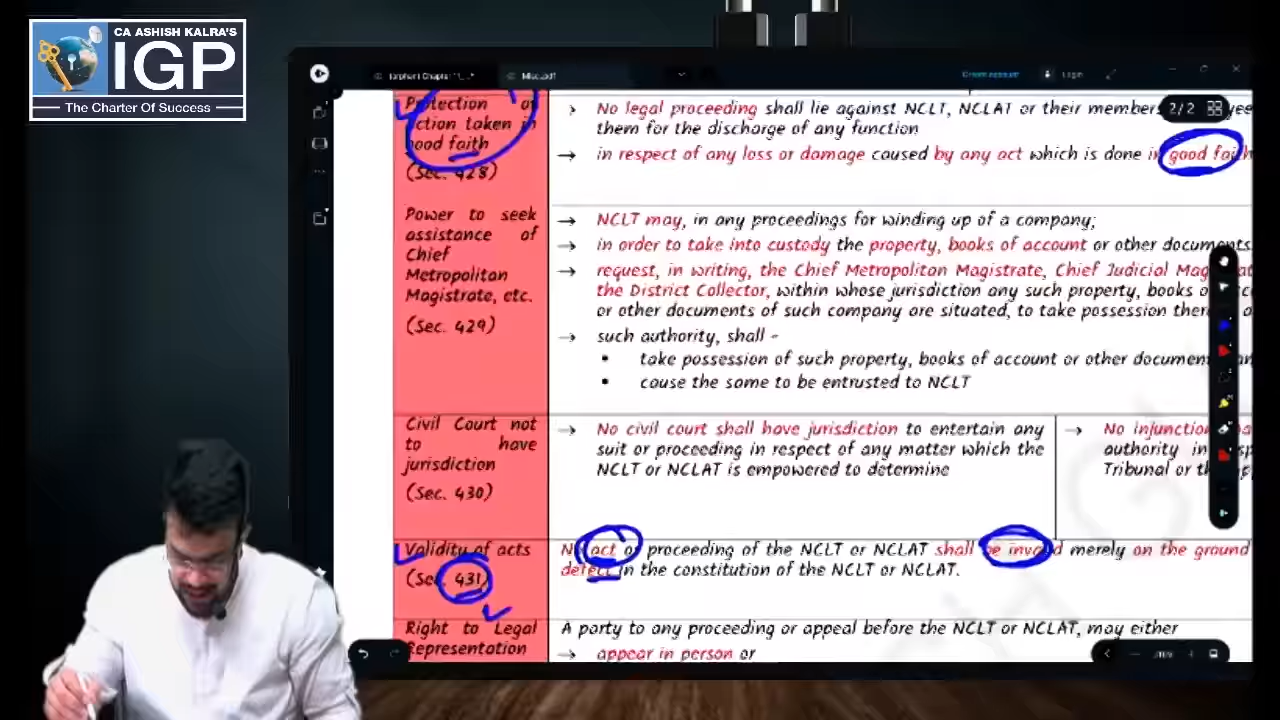 CA ASHISH KALRA'S
IGP
The Charter Of Success
Misc.pdf
Create account
Login
2/2
Protection of
action taken in
good faith
(Sec. 428)
No legal proceeding shall lie against NCLT, NCLAT or their members
them for the discharge of any function
→ in respect of any loss or damage caused by any act which is done in good faith
Power to seek
assistance of
Chief
Metropolitan
Magistrate, etc.
(Sec. 429)
→ NCLT may, in any proceedings for winding up of a company;
→ in order to take into custody the property, books of account or other documents
→ request, in writing, the Chief Metropolitan Magistrate, Chief Judicial
the District Collector, within whose jurisdiction any such property, books
or other documents of such company are situated, to take possession
→ such authority, shall -
• take possession of such property, books of account or other document
• cause the same to be entrusted to NCLT
Civil Court not
to have
jurisdiction
(Sec. 430)
→ No civil court shall have jurisdiction to entertain any
suit or proceeding in respect of any matter which the
NCLT or NCLAT is empowered to determine
→ No injunction
authority in
Tribunal or
Validity of acts
(Sec. 431)
No act or proceeding of the NCLT or NCLAT shall be invalid merely on the ground
defect in the constitution of the NCLT or NCLAT.
Right to Legal
Representation
A party to any proceeding or appeal before the NCLT or NCLAT, may either
→ appear in person or